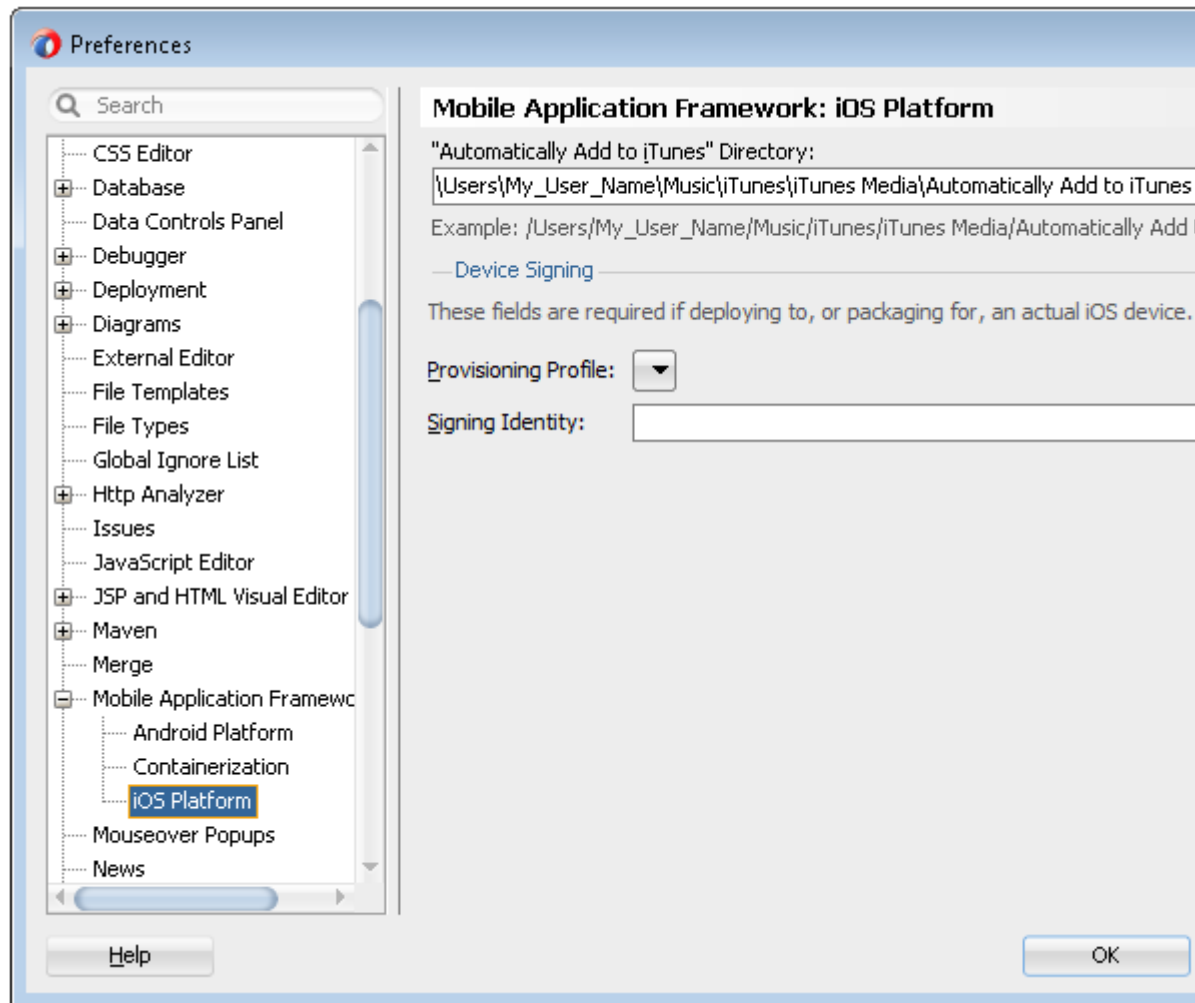 Preferences
Search
CSS Editor
Database
Data Controls Panel
Debugger
Deployment
Diagrams
External Editor
File Templates
File Types
Global Ignore List
Http Analyzer
Issues
JavaScript Editor
JSP and HTML Visual Editor
Maven
Merge
Mobile Application Framewo
Android Platform
Containerization
iOS Platform
Mouseover Popups
News
Mobile Application Framework: iOS Platform
"Automatically Add to iTunes" Directory:
\Users\My_User_Name\Music\iTunes\iTunes Media\Automatically Add to iTunes
Example: /Users/My_User_Name/Music/iTunes/iTunes Media/Automatically Add
Device Signing
These fields are required if deploying to, or packaging for, an actual iOS device.
Provisioning Profile:
Signing Identity:
Help
OK